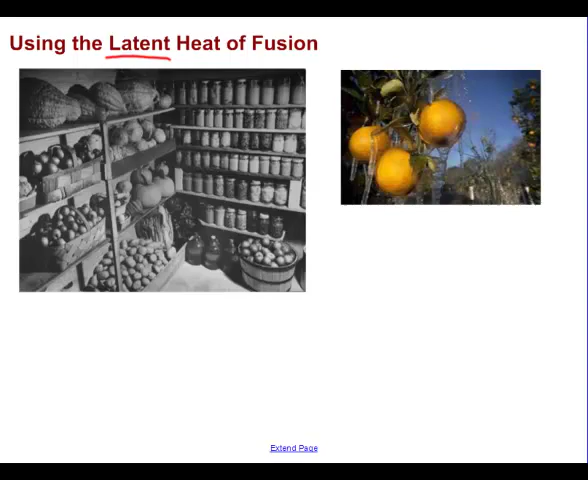 Using the Latent Heat of Fusion
Extend Page